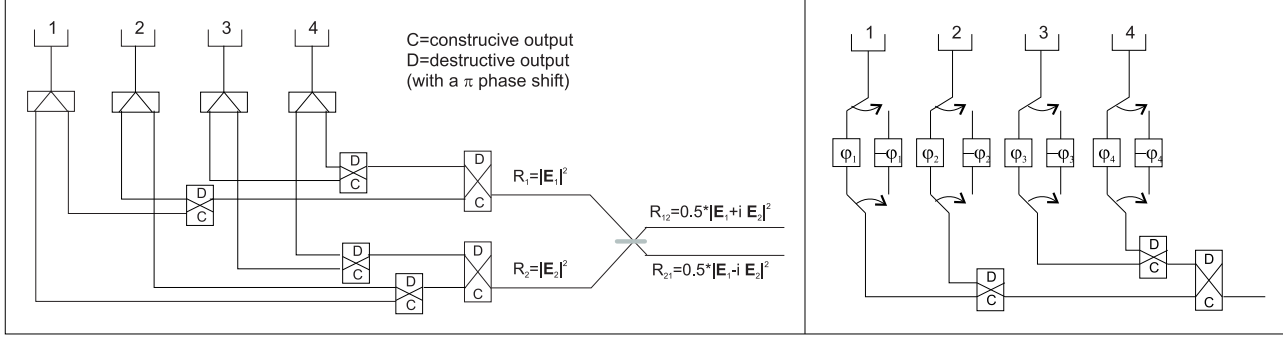 1 2 3 4
C=construcive output
D=destructive output
(with a π phase shift)
D
C
D
C
D
C
R₁=|E₁|²
D
C
D
C
D
C
R₂=|E₂|²
R₁₂=0.5*|E₁+i E₂|²
R₂₁=0.5*|E₁-i E₂|²
1 2 3 4
φ₁ -φ₁ φ₂ -φ₂ φ₃ -φ₃ φ₄ -φ₄
D
C
D
C
D
C